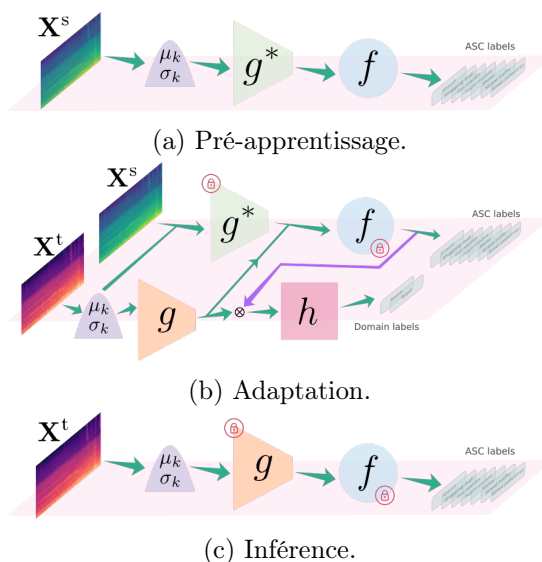 X^s
μ_k
σ_k
g*
f
ASC labels
(a) Pré-apprentissage.
X^s
X^t
g*
f
ASC labels
μ_k
σ_k
g
⊗
h
Domain labels
(b) Adaptation.
X^t
μ_k
σ_k
g
f
ASC labels
(c) Inférence.